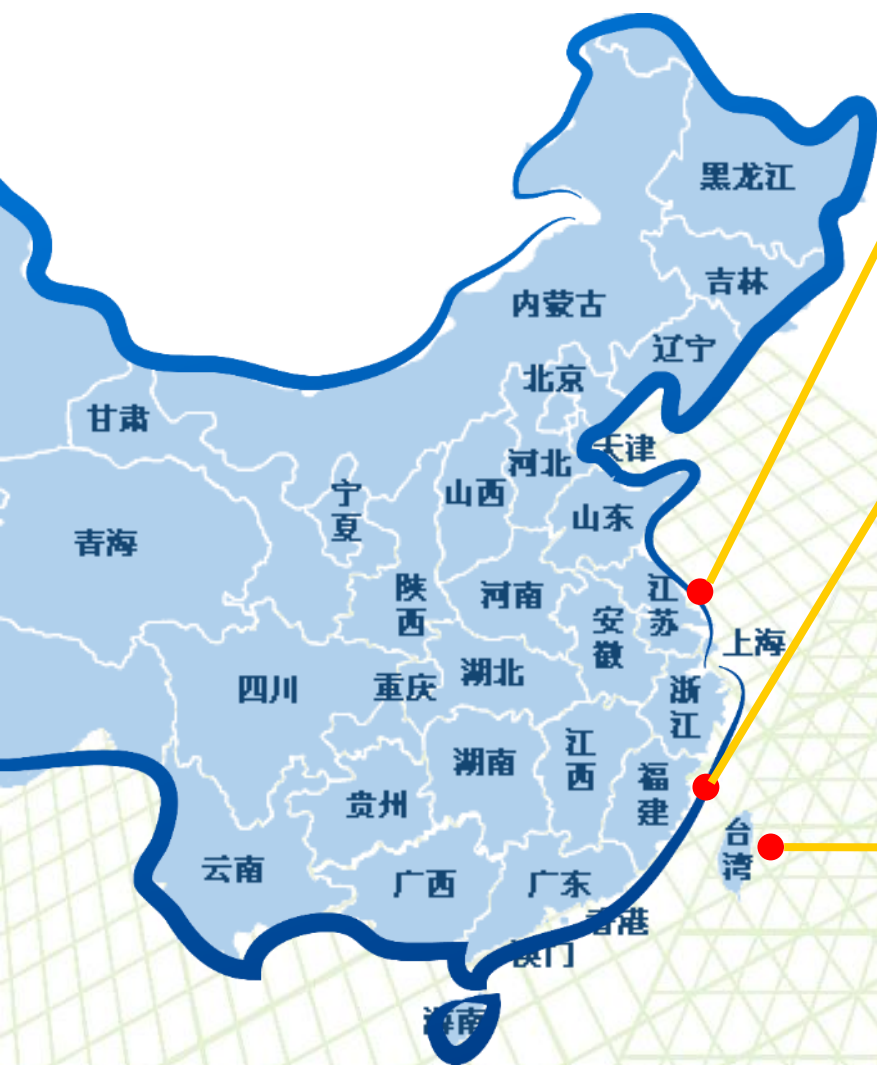 黑龙江
吉林
内蒙古
辽宁
北京
甘肃
天津
河北
宁夏
山西
山东
青海
陕西
河南
江苏
安徽
上海
四川
重庆
湖北
浙江
江西
湖南
福建
贵州
台湾
云南
广西
广东
香港
澳门
海南